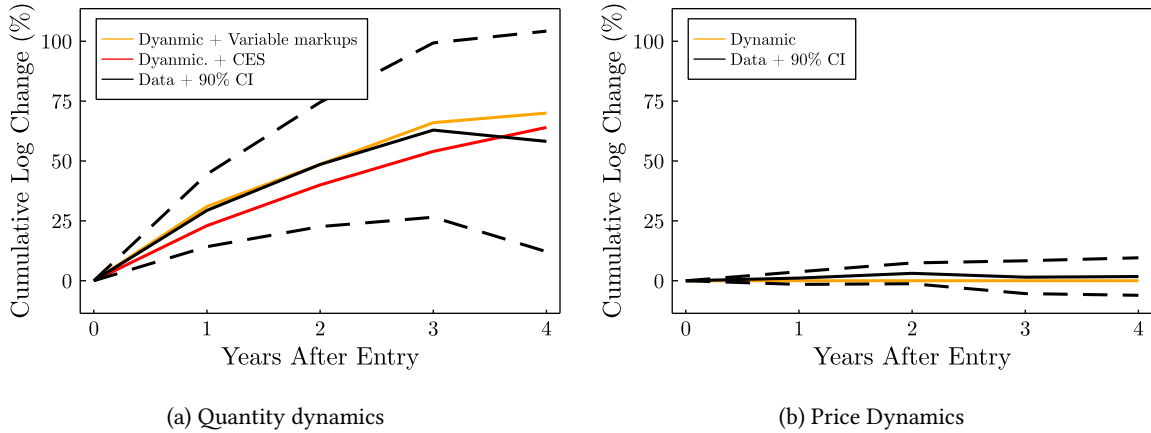 Cumulative Log Change (%)
100
75
50
25
0
Dyanmic + Variable markups
Dyanmic. + CES
Data + 90% CI
0 1 2 3 4
Years After Entry
(a) Quantity dynamics
Cumulative Log Change (%)
100
75
50
25
0
Dynamic
Data + 90% CI
0 1 2 3 4
Years After Entry
(b) Price Dynamics